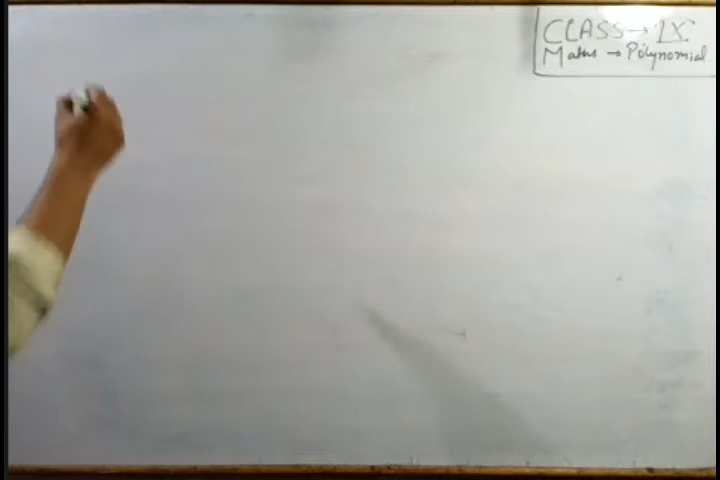 CLASS → IX
Maths → Polynomial